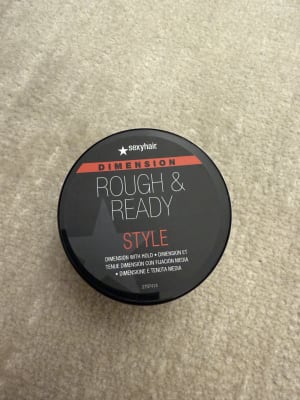 sexyhair
DIMENSION
ROUGH &
READY
STYLE
DIMENSION WITH HOLD • DIMENSION ET
TENUE DIMENSION CON FIJACIÓN MEDIA
• DIMENSIONE E TENUTA MEDIA